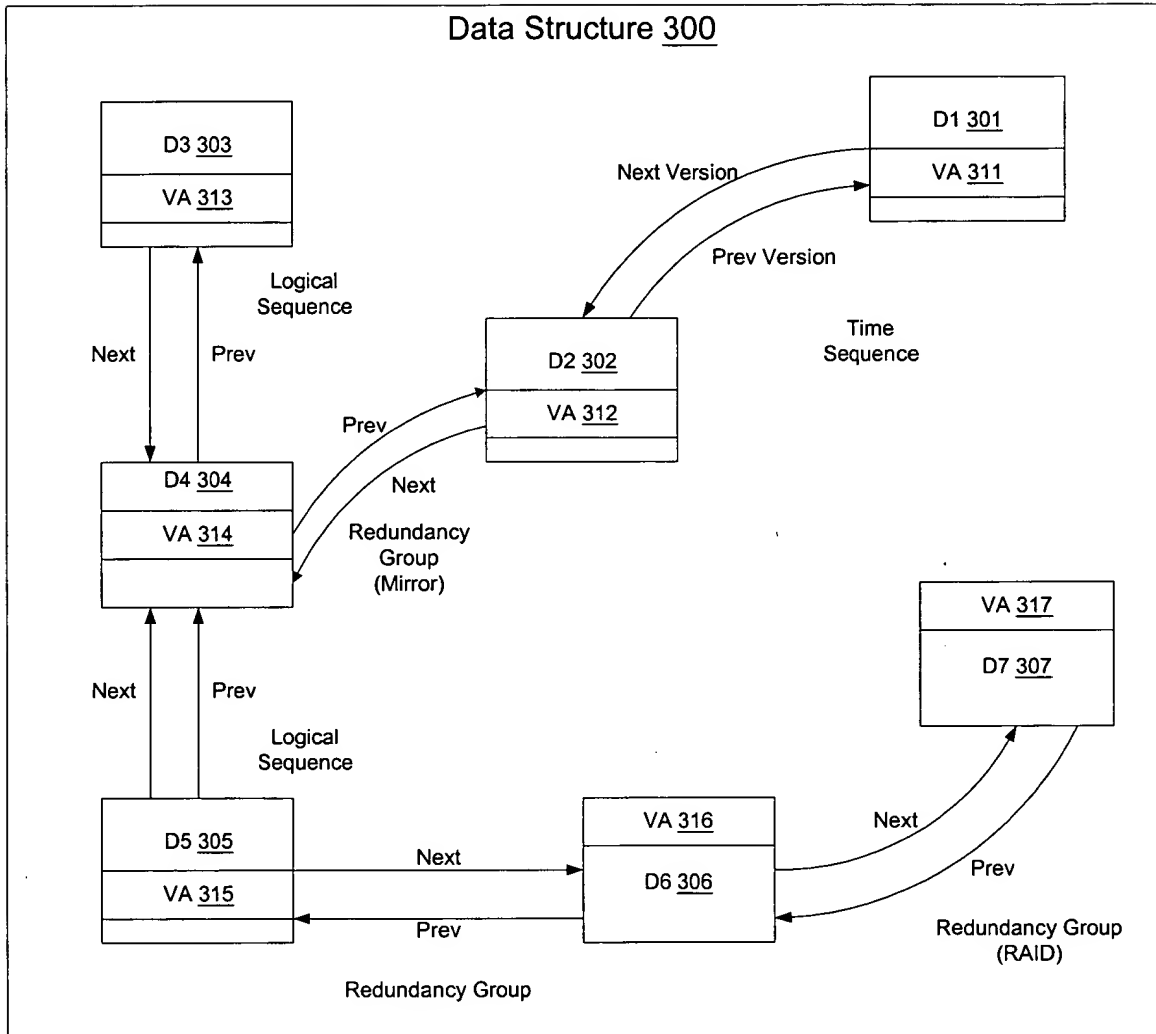 Data Structure 300
D1 301
VA 311
D3 303
VA 313
Next Version
Prev Version
Logical
Sequence
Next
Prev
Time
Sequence
D2 302
VA 312
Prev
Next
D4 304
VA 314
Redundancy
Group
(Mirror)
VA 317
D7 307
Next
Prev
Logical
Sequence
D5 305
VA 315
Next
Prev
VA 316
D6 306
Next
Prev
Redundancy Group
(RAID)
Redundancy Group